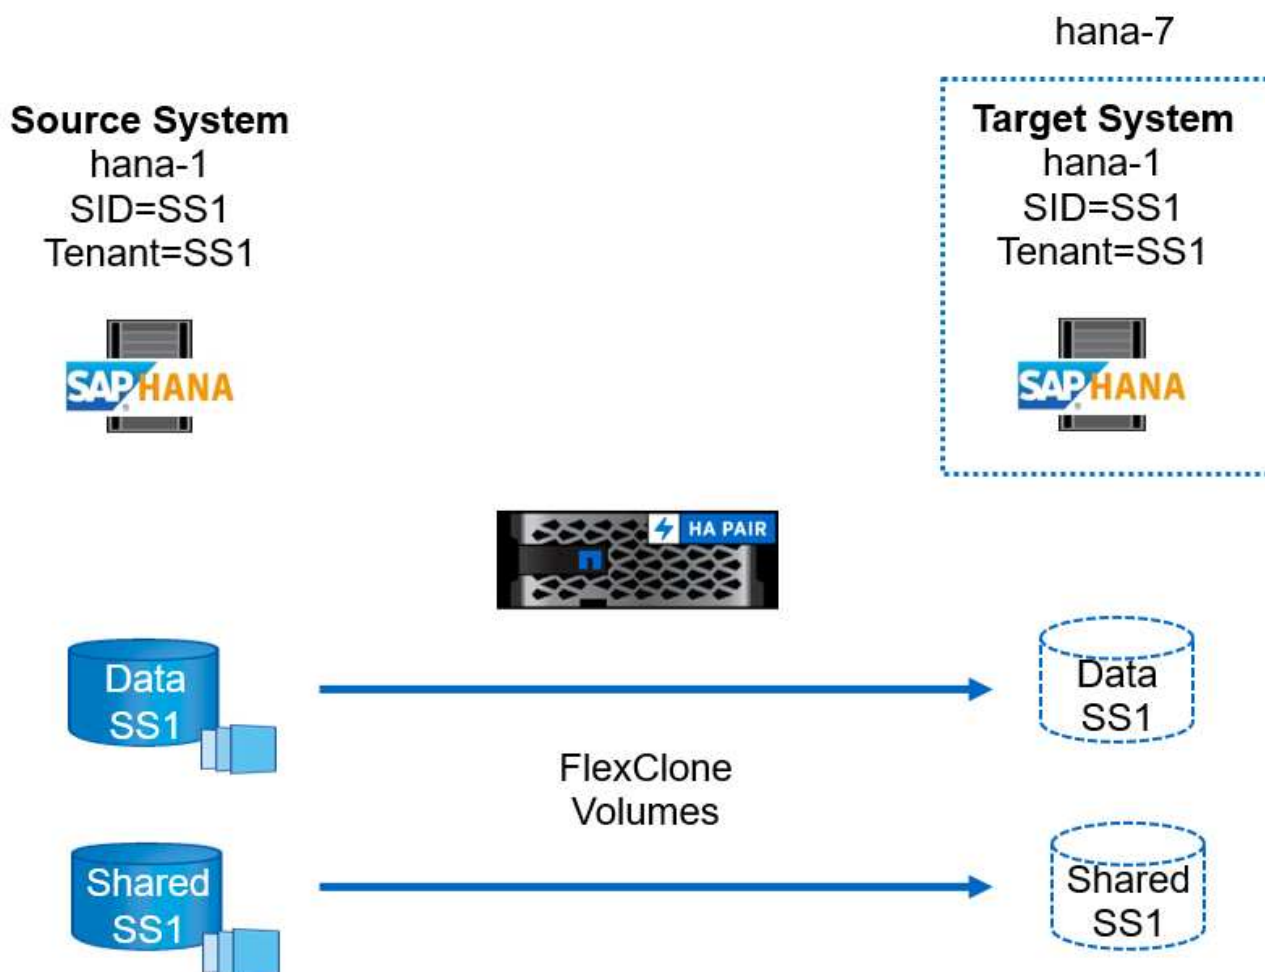 hana-7
Source System
hana-1
SID=SS1
Tenant=SS1
Target System
hana-1
SID=SS1
Tenant=SS1
SAP HANA
SAP HANA
HA PAIR
Data
SS1
Data
SS1
FlexClone
Volumes
Shared
SS1
Shared
SS1